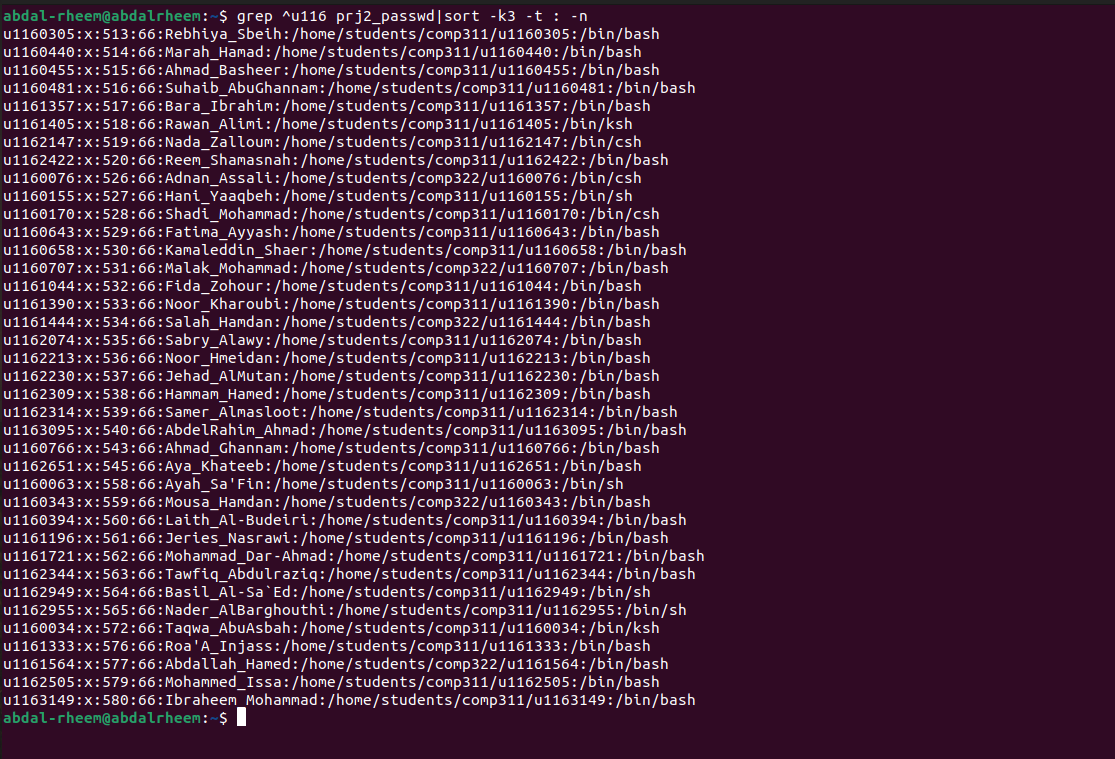 abdal-rheem@abdalrheem:~$ grep ^u116 prj2_passwd|sort -k3 -t : -n
u1160305:x:513:66:Rebhiya_Sbeih:/home/students/comp311/u1160305:/bin/bash
u1160440:x:514:66:Marah_Hamad:/home/students/comp311/u1160440:/bin/bash
u1160455:x:515:66:Ahmad_Basheer:/home/students/comp311/u1160455:/bin/bash
u1160481:x:516:66:Suhaib_AbuGhannam:/home/students/comp311/u1160481:/bin/bash
u1161357:x:517:66:Bara_Ibrahim:/home/students/comp311/u1161357:/bin/bash
u1161405:x:518:66:Rawan_Alimi:/home/students/comp311/u1161405:/bin/ksh
u1162147:x:519:66:Nada_Zalloum:/home/students/comp311/u1162147:/bin/csh
u1162422:x:520:66:Reem_Shamasnah:/home/students/comp311/u1162422:/bin/bash
u1160076:x:526:66:Adnan_Assali:/home/students/comp322/u1160076:/bin/csh
u1160155:x:527:66:Hani_Yaaqbeh:/home/students/comp311/u1160155:/bin/sh
u1160170:x:528:66:Shadi_Mohammad:/home/students/comp311/u1160170:/bin/csh
u1160643:x:529:66:Fatima_Ayyash:/home/students/comp311/u1160643:/bin/bash
u1160658:x:530:66:Kamaleddin_Shaer:/home/students/comp311/u1160658:/bin/bash
u1160707:x:531:66:Malak_Mohammad:/home/students/comp322/u1160707:/bin/bash
u1161044:x:532:66:Fida_Zohour:/home/students/comp311/u1161044:/bin/bash
u1161390:x:533:66:Noor_Kharoubi:/home/students/comp311/u1161390:/bin/bash
u1161444:x:534:66:Salah_Hamdan:/home/students/comp322/u1161444:/bin/bash
u1162074:x:535:66:Sabry_Alawy:/home/students/comp311/u1162074:/bin/bash
u1162213:x:536:66:Noor_Hmeidan:/home/students/comp311/u1162213:/bin/bash
u1162230:x:537:66:Jehad_AlMutan:/home/students/comp311/u1162230:/bin/bash
u1162309:x:538:66:Hammam_Hamed:/home/students/comp311/u1162309:/bin/bash
u1162314:x:539:66:Samer_Almasloot:/home/students/comp311/u1162314:/bin/bash
u1163095:x:540:66:AbdelRahim_Ahmad:/home/students/comp311/u1163095:/bin/bash
u1160766:x:543:66:Ahmad_Ghannam:/home/students/comp311/u1160766:/bin/bash
u1162651:x:545:66:Aya_Khateeb:/home/students/comp311/u1162651:/bin/bash
u1160063:x:558:66:Ayah_Sa'Fin:/home/students/comp311/u1160063:/bin/sh
u1160343:x:559:66:Mousa_Hamdan:/home/students/comp322/u1160343:/bin/bash
u1160394:x:560:66:Laith_Al-Budeiri:/home/students/comp311/u1160394:/bin/bash
u1161196:x:561:66:Jeries_Nasrawi:/home/students/comp311/u1161196:/bin/bash
u1161721:x:562:66:Mohammad_Dar-Ahmad:/home/students/comp311/u1161721:/bin/bash
u1162344:x:563:66:Tawfiq_Abdulraziq:/home/students/comp311/u1162344:/bin/bash
u1162949:x:564:66:Basil_Al-Sa`Ed:/home/students/comp311/u1162949:/bin/sh
u1162955:x:565:66:Nader_AlBarghouthi:/home/students/comp311/u1162955:/bin/sh
u1160034:x:572:66:Taqwa_AbuAsbah:/home/students/comp311/u1160034:/bin/ksh
u1161333:x:576:66:Roa'A_Injass:/home/students/comp311/u1161333:/bin/bash
u1161564:x:577:66:Abdallah_Hamed:/home/students/comp322/u1161564:/bin/bash
u1162505:x:579:66:Mohammed_Issa:/home/students/comp311/u1162505:/bin/bash
u1163149:x:580:66:Ibraheem_Mohammad:/home/students/comp311/u1163149:/bin/bash
abdal-rheem@abdalrheem:~$